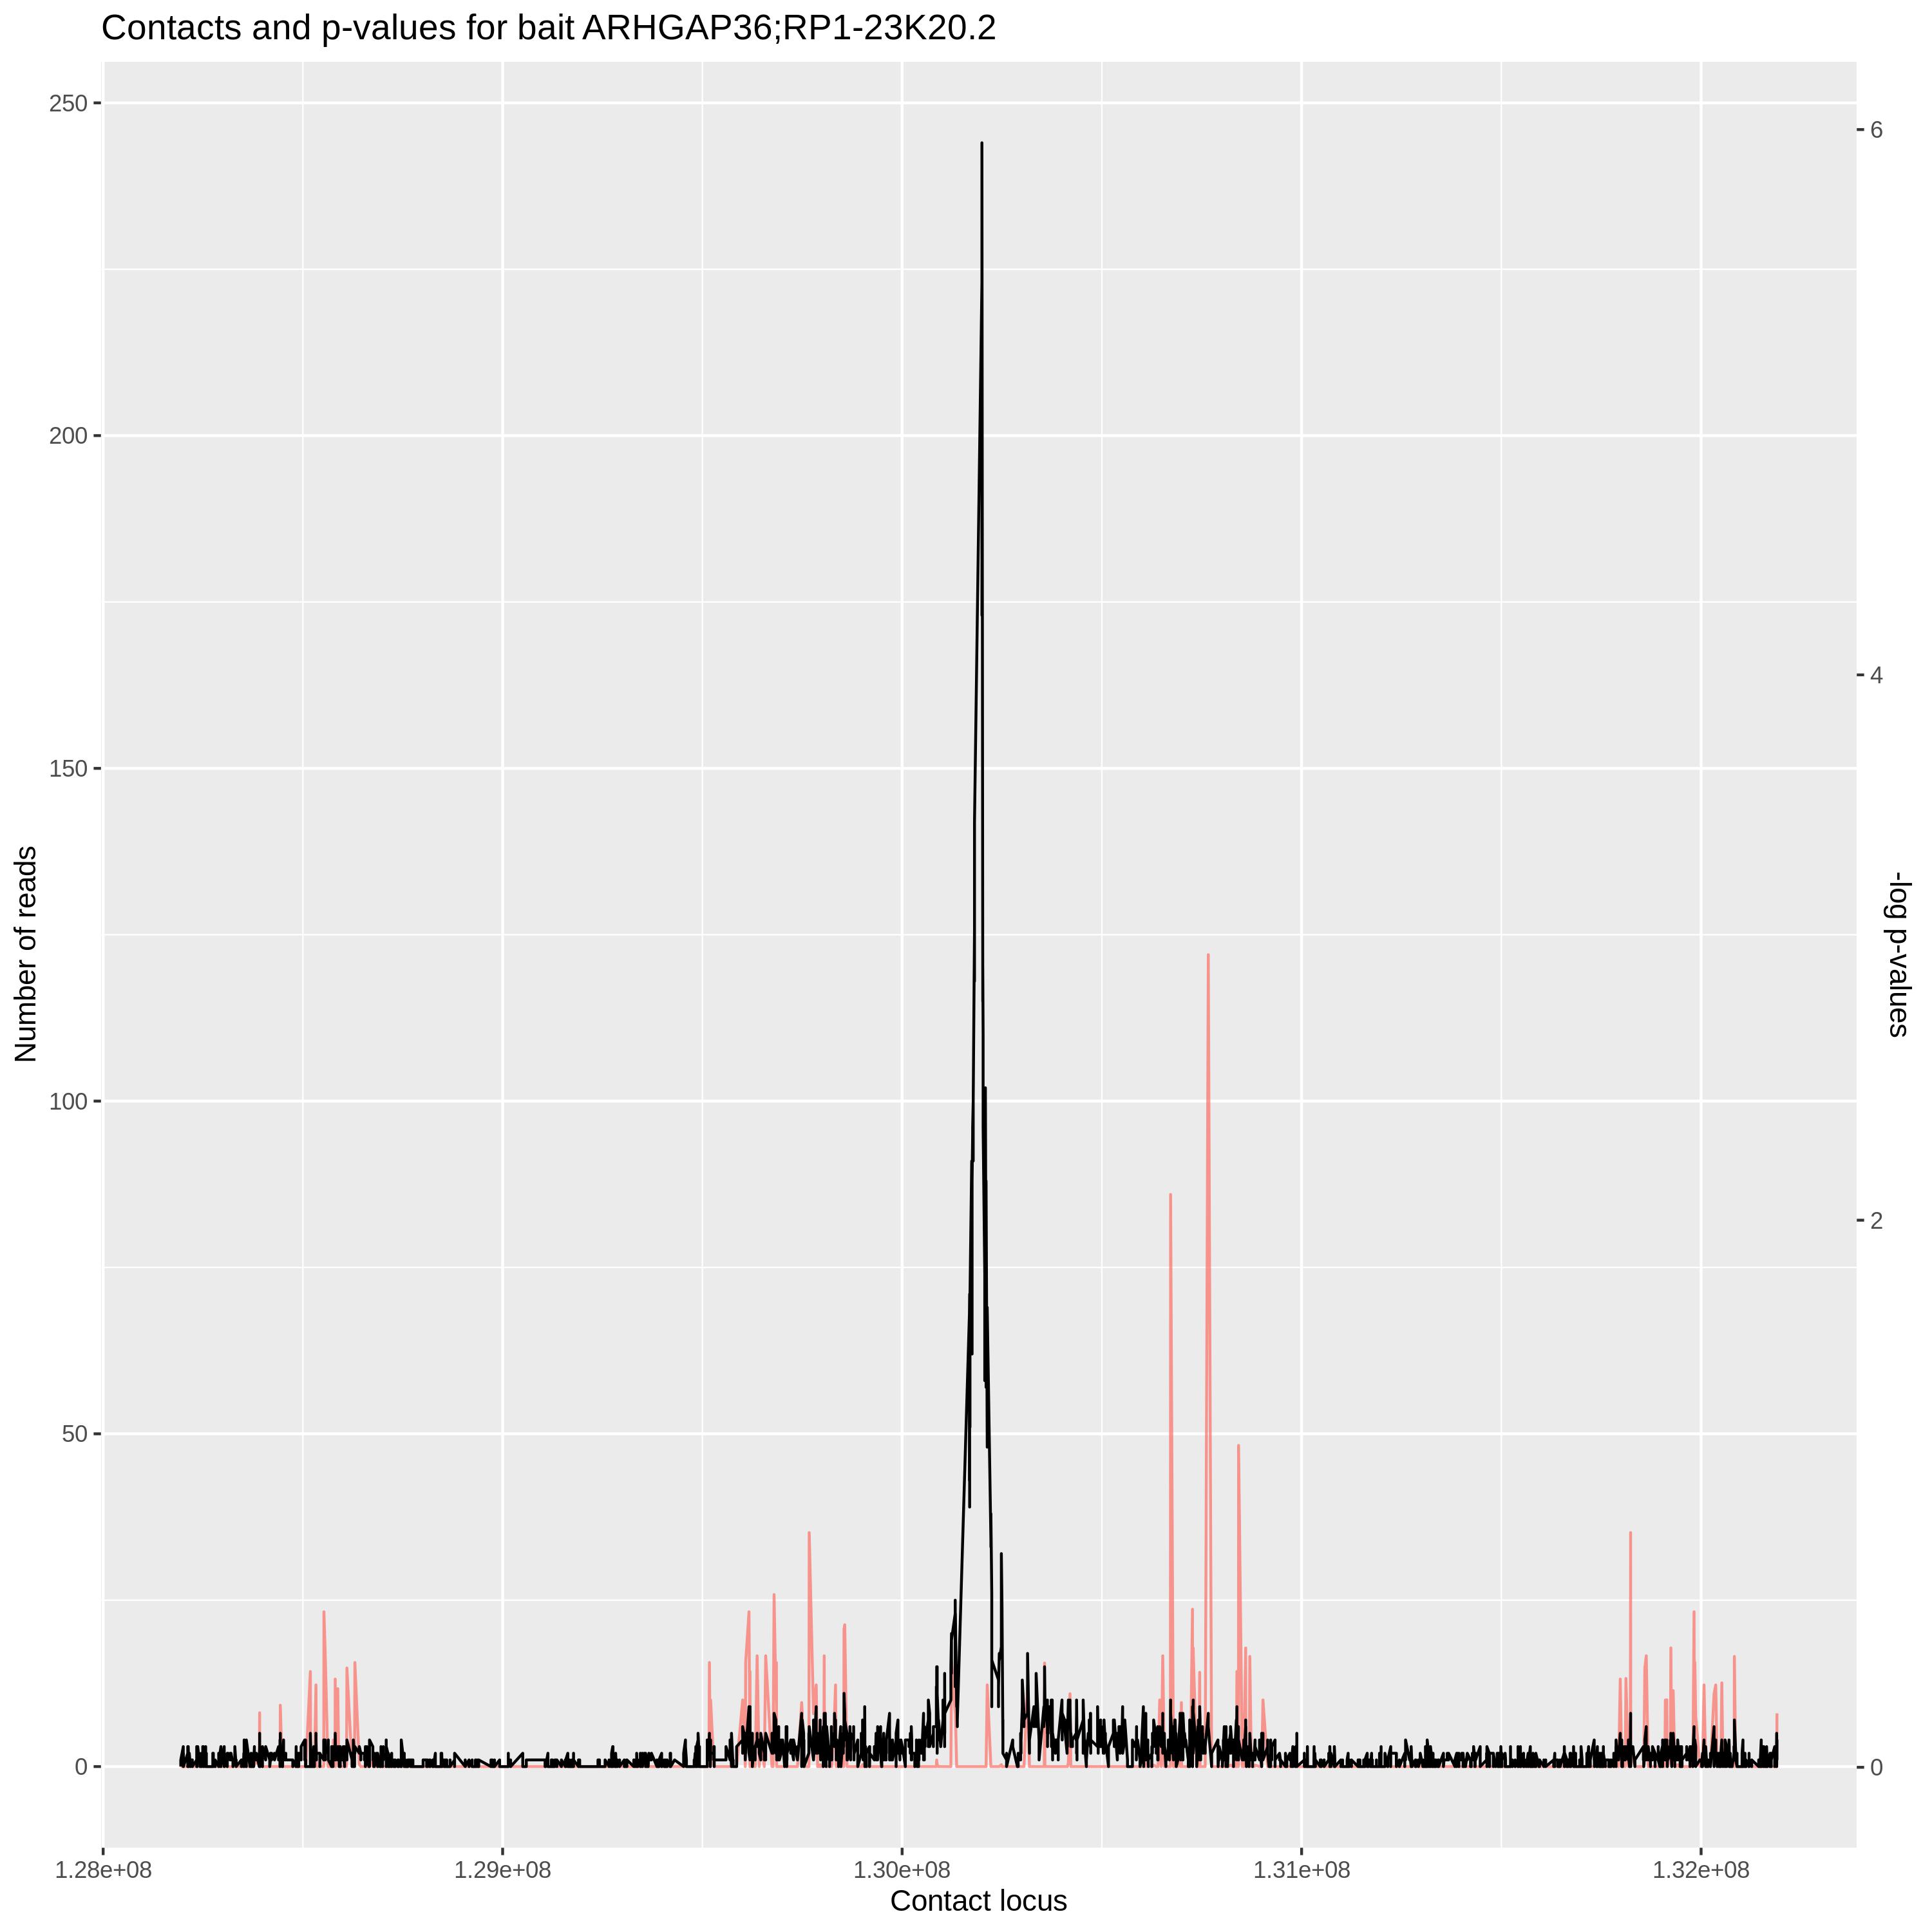 Contacts and p-values for bait ARHGAP36;RP1-23K20.2
250
200
150
100
50
0
Number of reads
6
4
2
0
-log p-values
1.28e+08
1.29e+08
1.30e+08
1.31e+08
1.32e+08
Contact locus